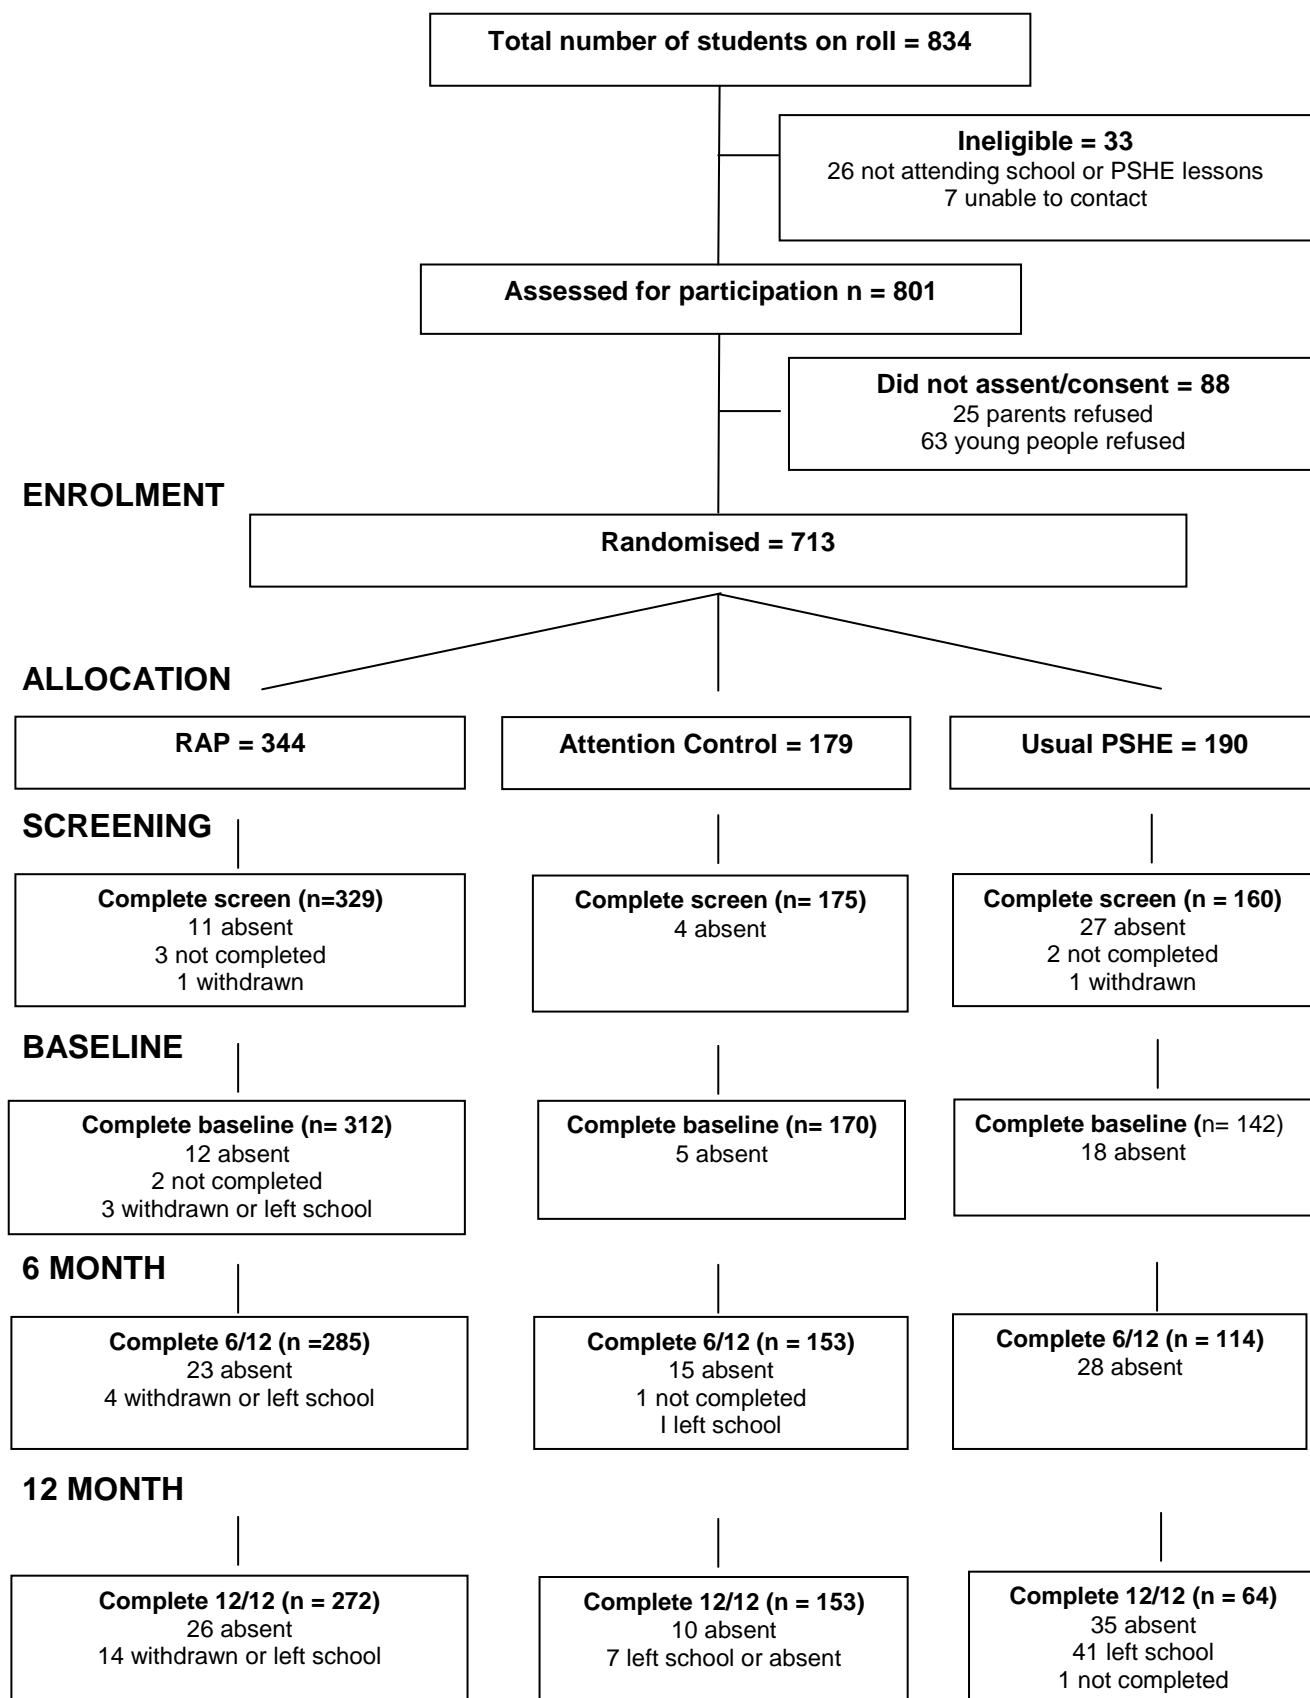 Total number of students on roll = 834
Ineligible = 33
26 not attending school or PSHE lessons
7 unable to contact
Assessed for participation n = 801
Did not assent/consent = 88
25 parents refused
63 young people refused
ENROLMENT
Randomised = 713
ALLOCATION
RAP = 344
Attention Control = 179
Usual PSHE = 190
SCREENING
Complete screen (n=329)
11 absent
3 not completed
1 withdrawn
Complete screen (n= 175)
4 absent
Complete screen (n = 160)
27 absent
2 not completed
1 withdrawn
BASELINE
Complete baseline (n= 312)
12 absent
2 not completed
3 withdrawn or left school
Complete baseline (n= 170)
5 absent
Complete baseline (n= 142)
18 absent
6 MONTH
Complete 6/12 (n =285)
23 absent
4 withdrawn or left school
Complete 6/12 (n = 153)
15 absent
1 not completed
I left school
Complete 6/12 (n = 114)
28 absent
12 MONTH
Complete 12/12 (n = 272)
26 absent
14 withdrawn or left school
Complete 12/12 (n = 153)
10 absent
7 left school or absent
Complete 12/12 (n = 64)
35 absent
41 left school
1 not completed